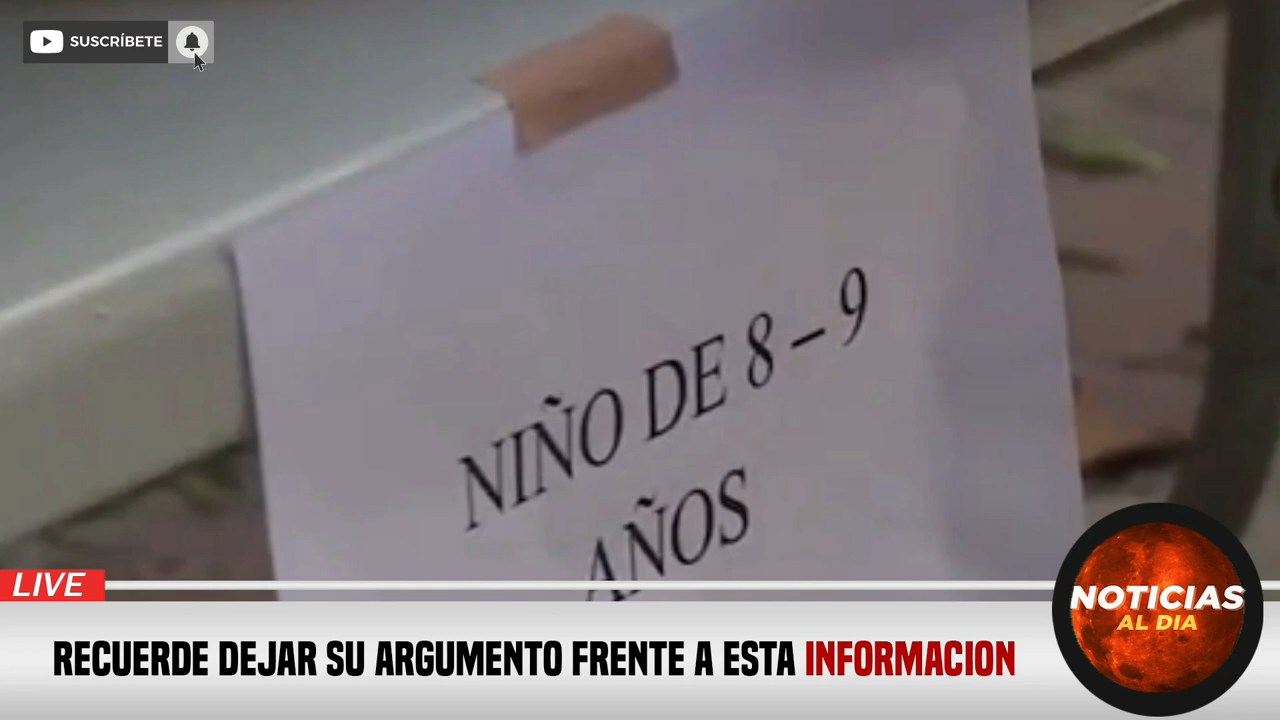 SUSCRÍBETE
NIÑO DE 8 – 9
AÑOS
LIVE
RECUERDE DEJAR SU ARGUMENTO FRENTE A ESTA INFORMACION
NOTICIAS
AL DIA